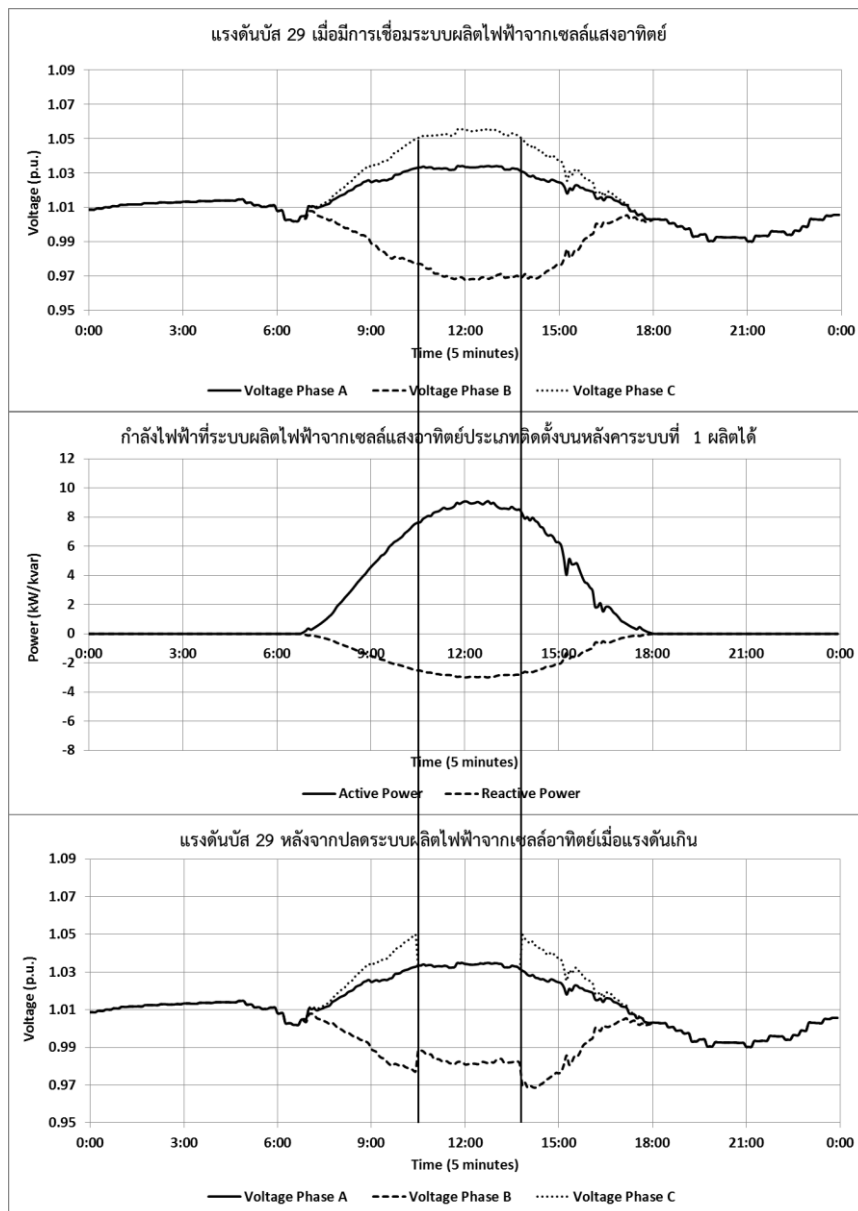 แรงดันบัส 29 เมื่อมีการเชื่อมระบบผลิตไฟฟ้าจากเซลล์แสงอาทิตย์
1.09
1.07
1.05
1.03
1.01
0.99
0.97
0.95
Voltage (p.u.)
0:00 3:00 6:00 9:00 12:00 15:00 18:00 21:00 0:00
Time (5 minutes)
Voltage Phase A Voltage Phase B Voltage Phase C
กำลังไฟฟ้าที่ระบบผลิตไฟฟ้าจากเซลล์แสงอาทิตย์ประเภทติดตั้งบนหลังคาระบบที่ 1 ผลิตได้
12
10
8
6
4
2
0
-2
-4
-6
-8
Power (kW/kvar)
0:00 3:00 6:00 9:00 12:00 15:00 18:00 21:00 0:00
Time (5 minutes)
Active Power Reactive Power
แรงดันบัส 29 หลังจากปลดระบบผลิตไฟฟ้าจากเซลล์อาทิตย์เมื่อแรงดันเกิน
1.09
1.07
1.05
1.03
1.01
0.99
0.97
0.95
Voltage (p.u.)
0:00 3:00 6:00 9:00 12:00 15:00 18:00 21:00 0:00
Time (5 minutes)
Voltage Phase A Voltage Phase B Voltage Phase C